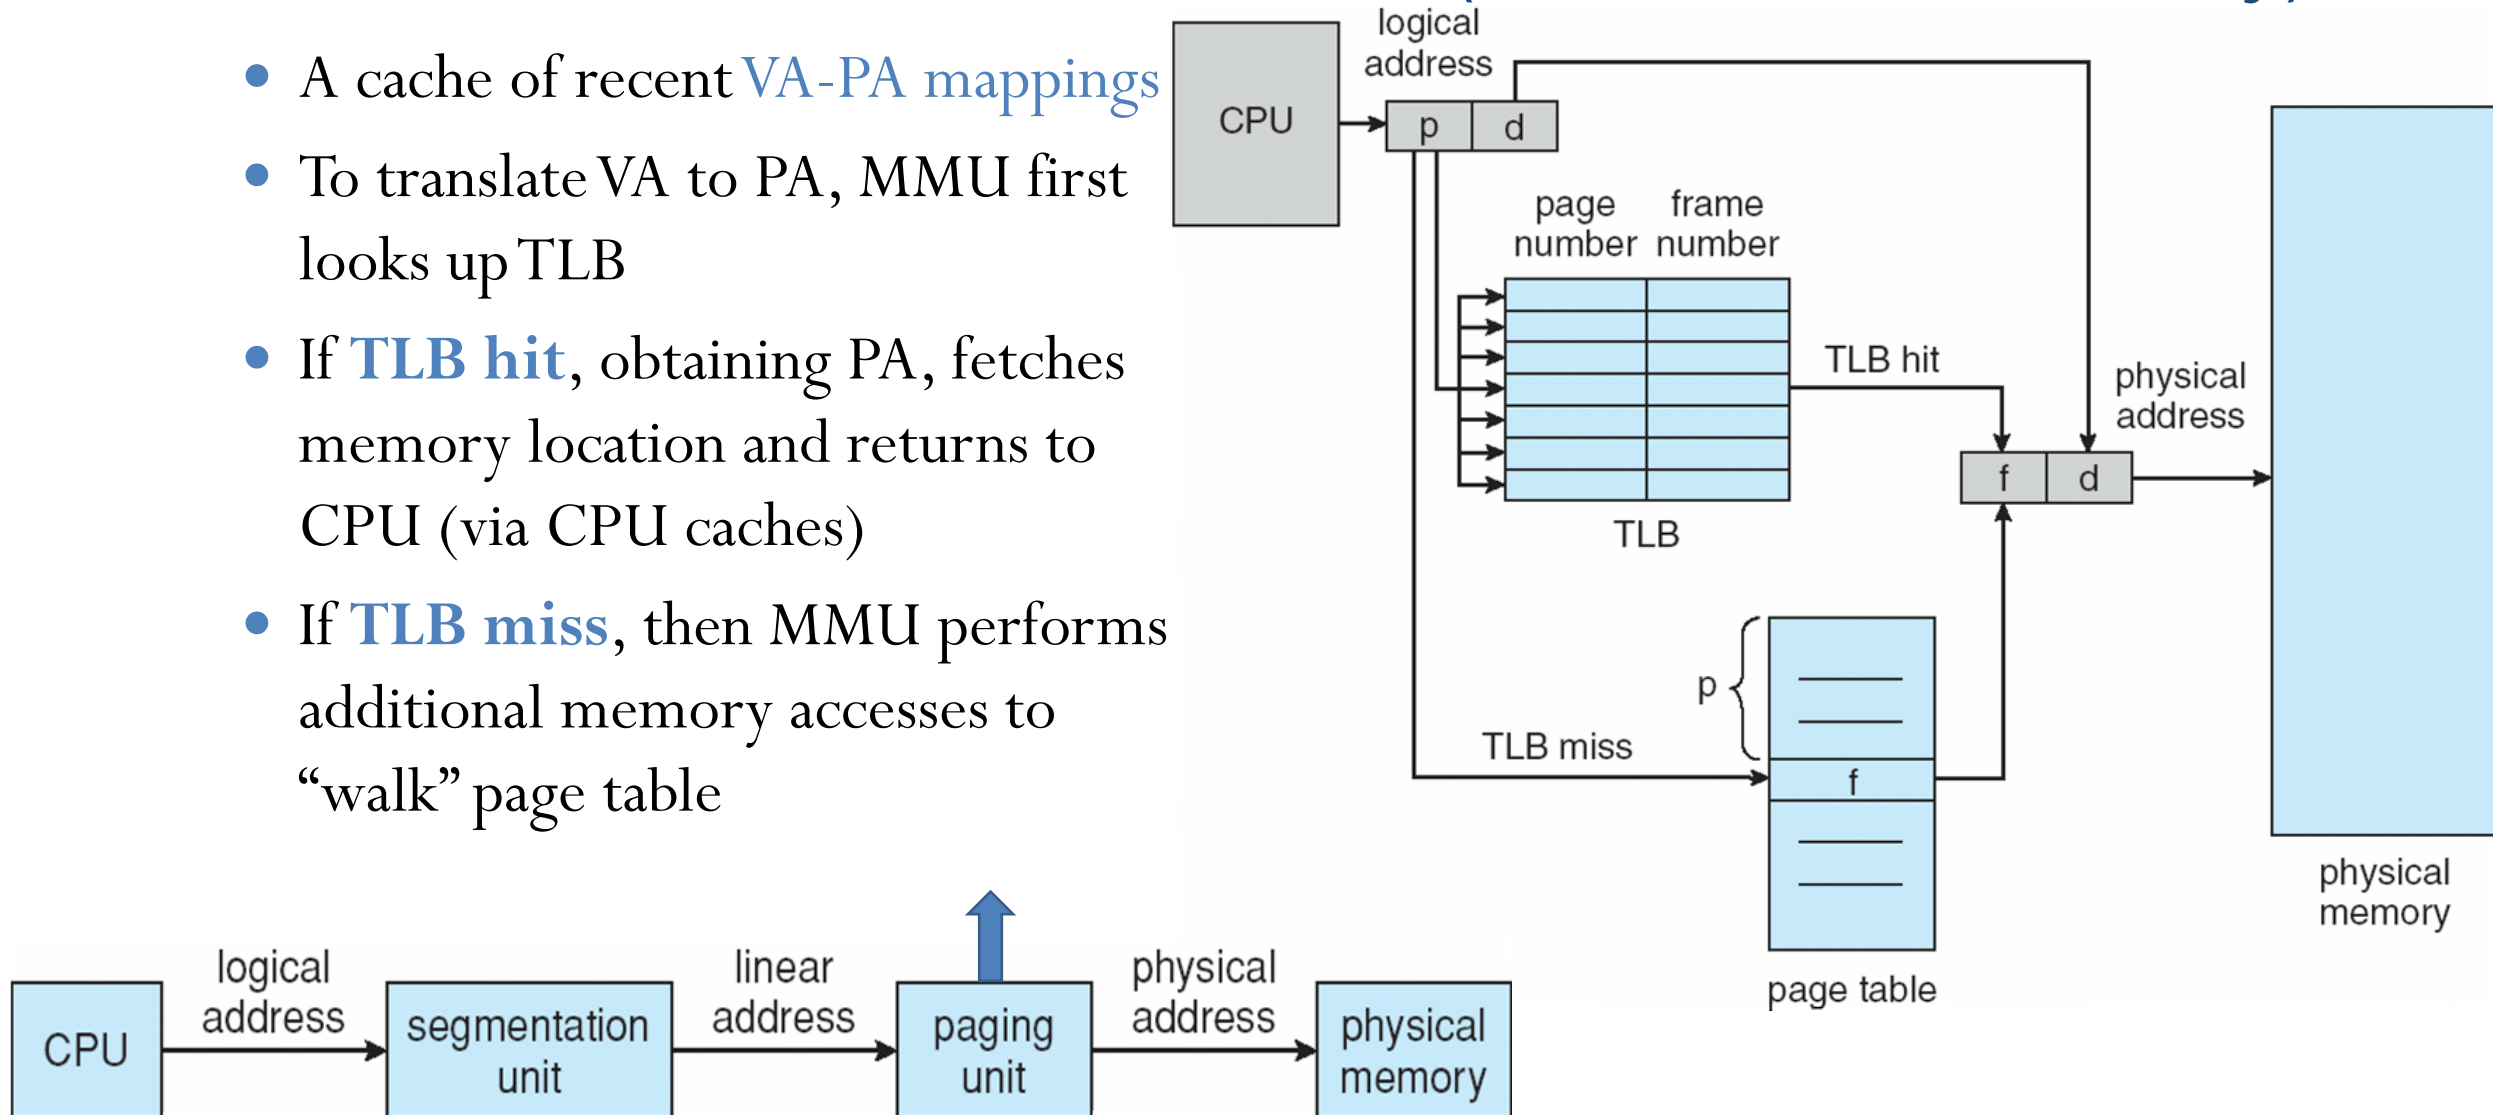 A cache of recent VA-PA mappings
To translate VA to PA, MMU first
looks up TLB
If TLB hit, obtaining PA, fetches
memory location and returns to
CPU (via CPU caches)
If TLB miss, then MMU performs
additional memory accesses to
“walk” page table
logical
address
CPU
p d
page frame
number number
TLB hit
physical
address
f d
TLB
p
TLB miss
f
physical
memory
page table
logical
address
linear
address
physical
address
CPU
segmentation
unit
paging
unit
physical
memory